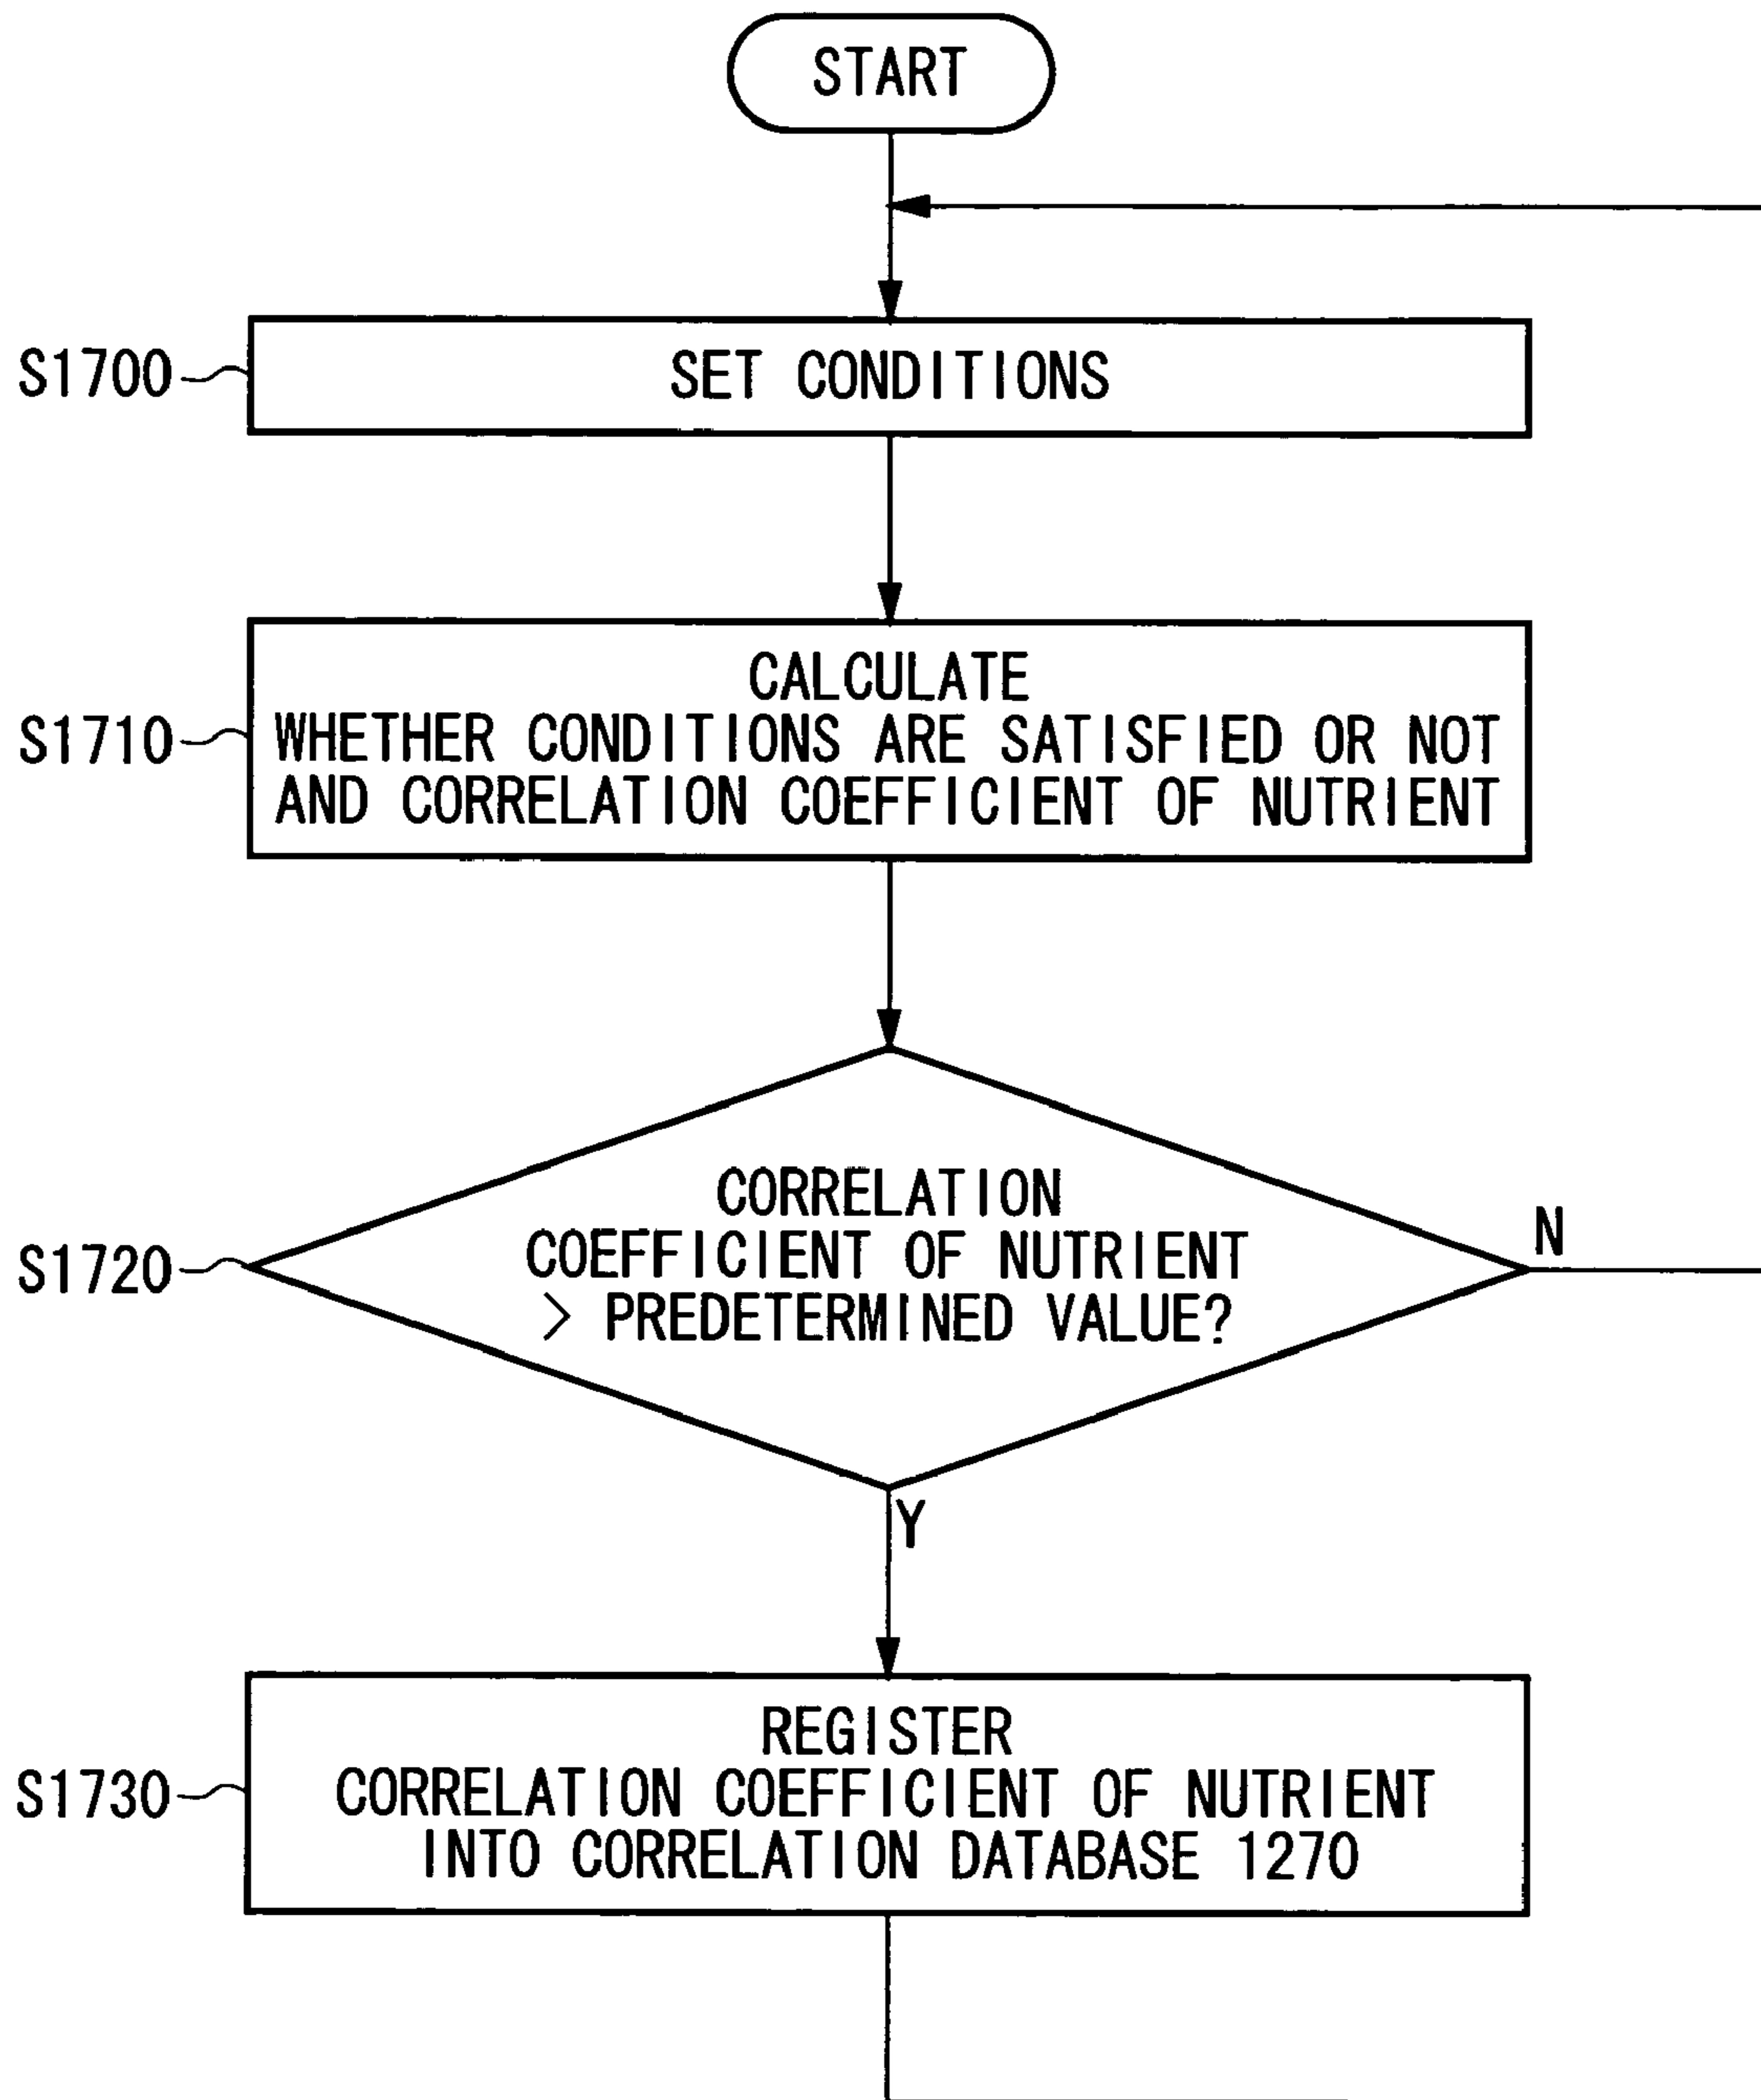 START
S1700
SET CONDITIONS
CALCULATE
S1710
WHETHER CONDITIONS ARE SATISFIED OR NOT
AND CORRELATION COEFFICIENT OF NUTRIENT
CORRELATION
S1720
COEFFICIENT OF NUTRIENT
> PREDETERMINED VALUE?
N
Y
REGISTER
S1730
CORRELATION COEFFICIENT OF NUTRIENT
INTO CORRELATION DATABASE 1270